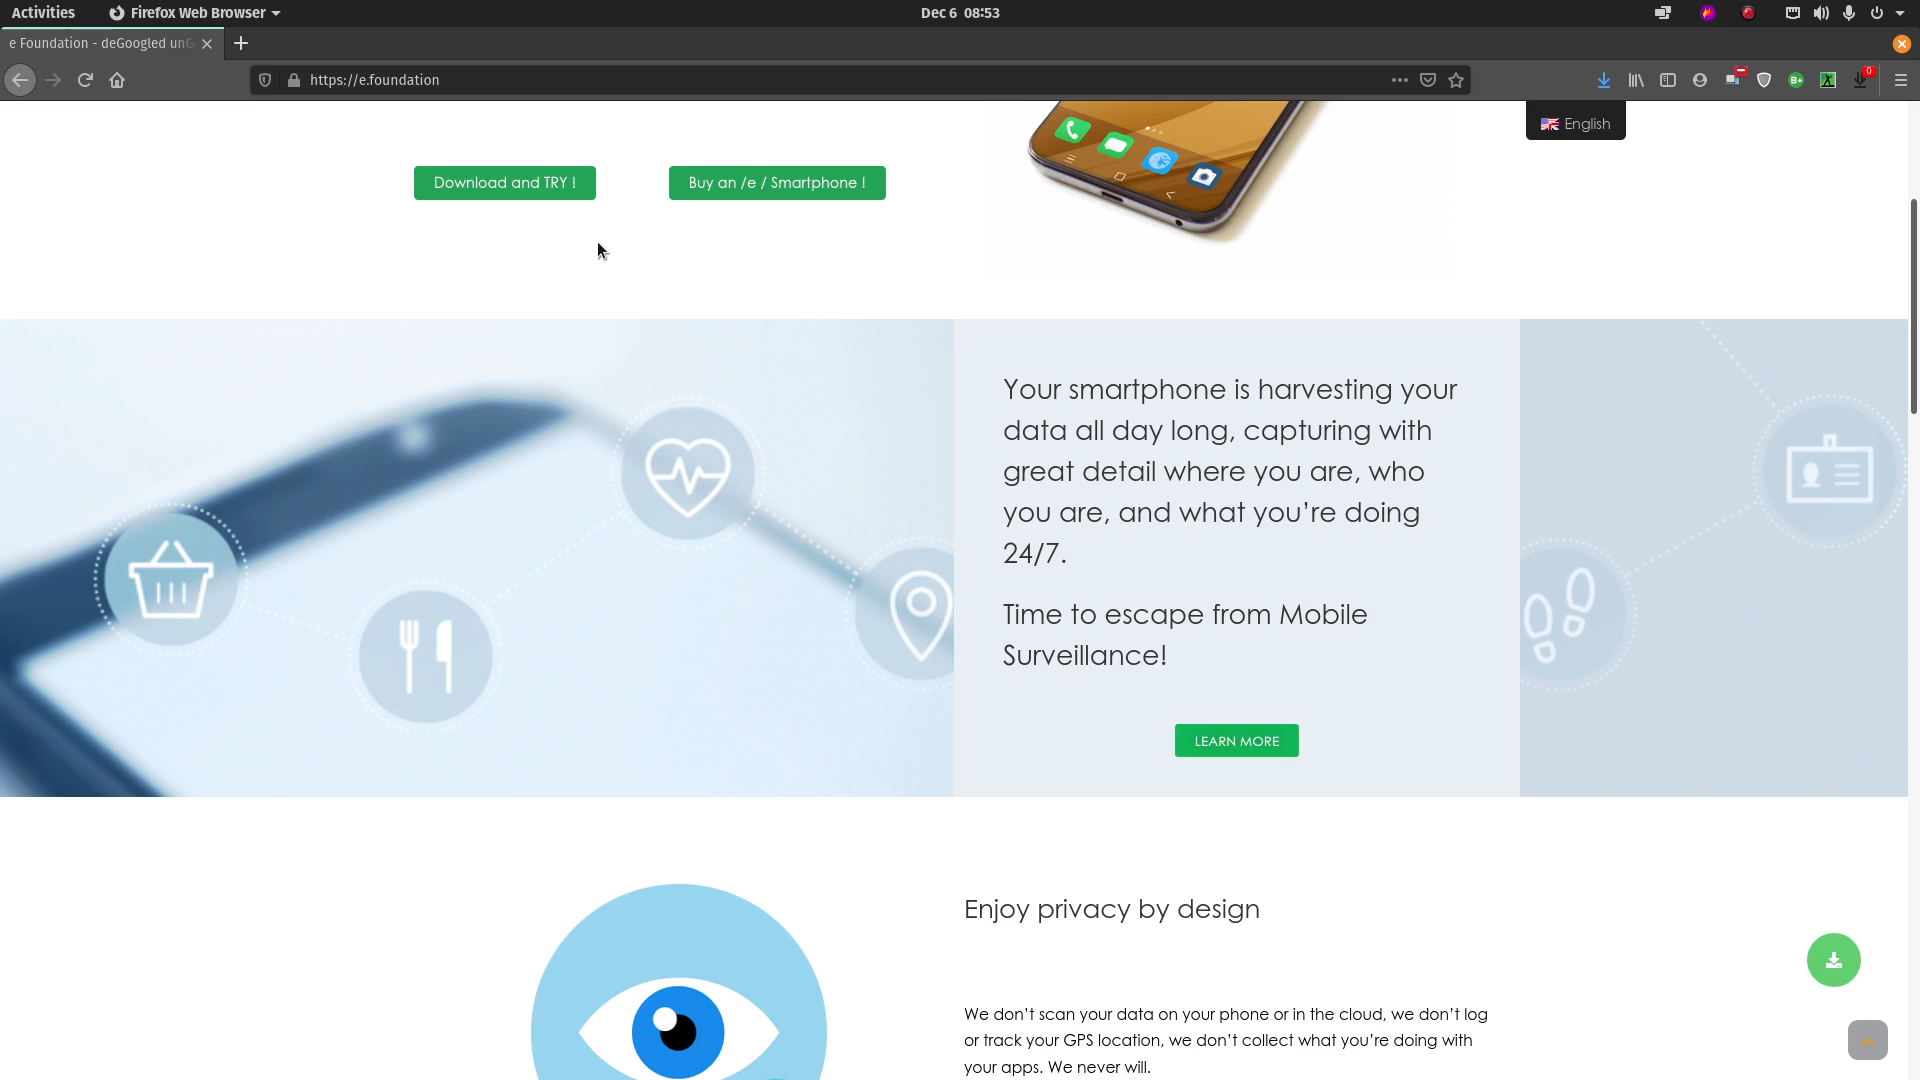 Activities
Firefox Web Browser
Dec 6 08:53
e Foundation - deGoogled unG
https://e.foundation
0
English
Download and TRY !
Buy an /e / Smartphone !
Your smartphone is harvesting your
data all day long, capturing with
great detail where you are, who
you are, and what you’re doing
24/7.
Time to escape from Mobile
Surveillance!
LEARN MORE
Enjoy privacy by design
We don’t scan your data on your phone or in the cloud, we don’t log
or track your GPS location, we don’t collect what you’re doing with
your apps. We never will.